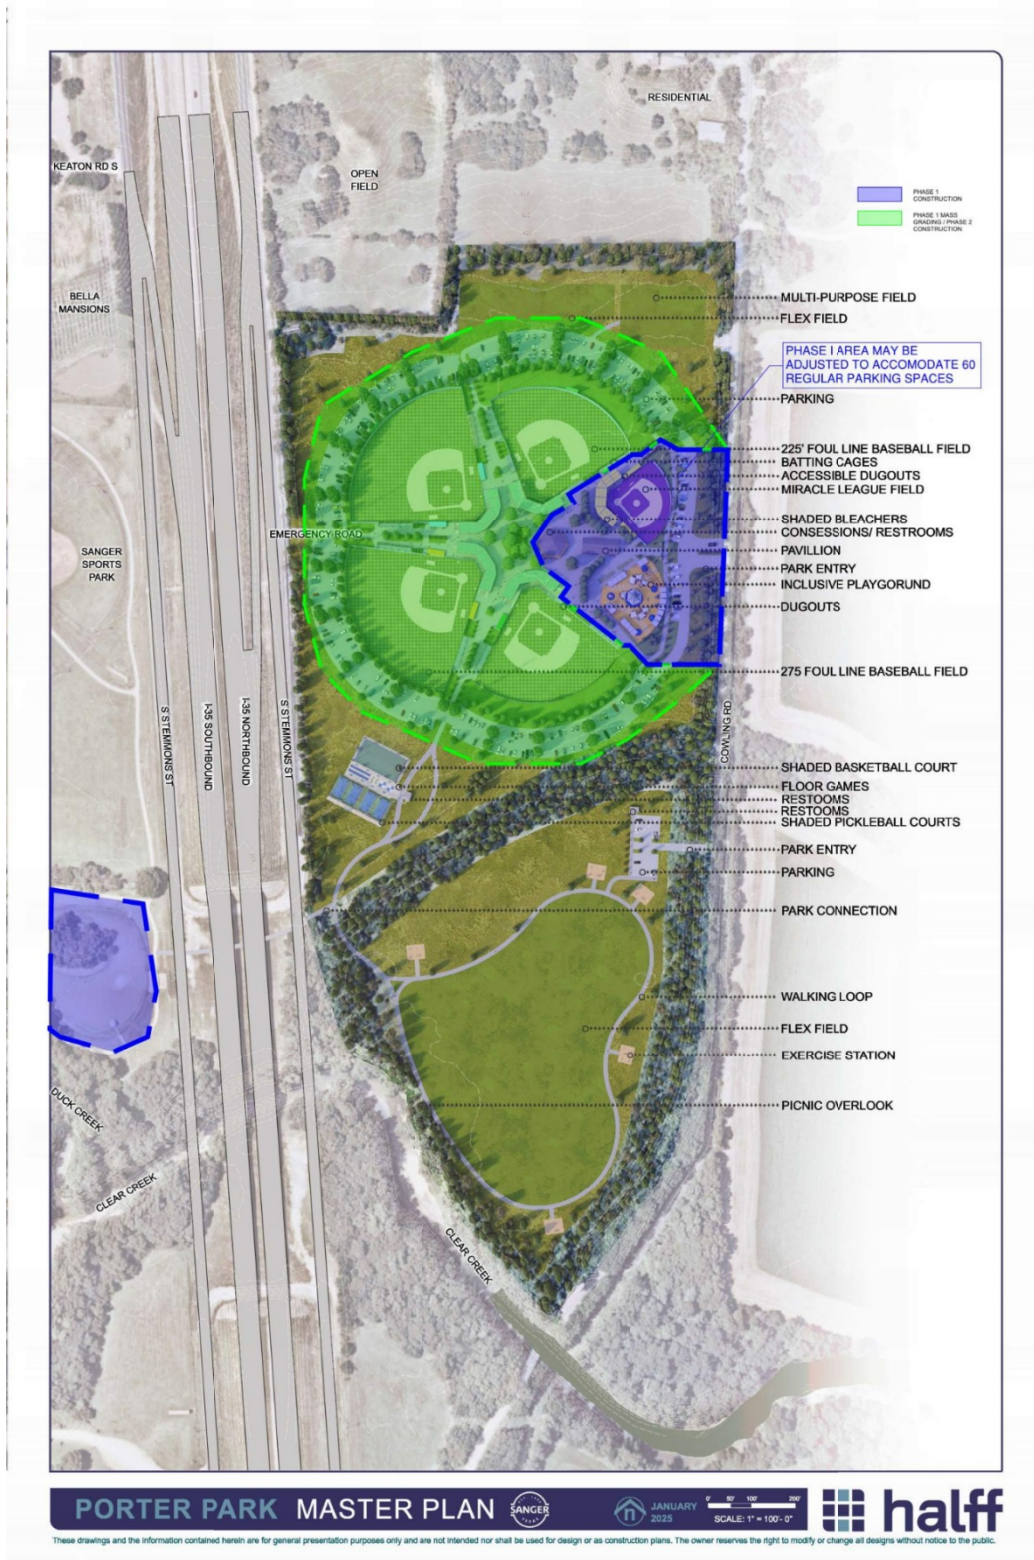 RESIDENTIAL
KEATON RD S
OPEN
FIELD
PHASE 1
CONSTRUCTION
PHASE 1 MASS
GRADING / PHASE 2
CONSTRUCTION
BELLA
MANSIONS
MULTI-PURPOSE FIELD
FLEX FIELD
PHASE I AREA MAY BE
ADJUSTED TO ACCOMODATE 60
REGULAR PARKING SPACES
PARKING
225' FOUL LINE BASEBALL FIELD
BATTING CAGES
ACCESSIBLE DUGOUTS
MIRACLE LEAGUE FIELD
SHADED BLEACHERS
CONSESSIONS/ RESTROOMS
EMERGENCY ROAD
PAVILLION
SANGER
SPORTS
PARK
PARK ENTRY
INCLUSIVE PLAYGORUND
DUGOUTS
275 FOUL LINE BASEBALL FIELD
S STEMMONS ST
I-35 SOUTHBOUND
I-35 NORTHBOUND
S STEMMONS ST
COWLING RD
SHADED BASKETBALL COURT
FLOOR GAMES
RESTOOMS
RESTOOMS
SHADED PICKLEBALL COURTS
PARK ENTRY
PARKING
PARK CONNECTION
WALKING LOOP
FLEX FIELD
EXERCISE STATION
PICNIC OVERLOOK
DUCK CREEK
CLEAR CREEK
CLEAR CREEK
PORTER PARK MASTER PLAN
SANGER
TEXAS
n
JANUARY
2025
0' 50' 100' 200'
SCALE: 1" = 100'- 0"
halff
These drawings and the information contained herein are for general presentation purposes only and are not intended nor shall be used for design or as construction plans. The owner reserves the right to modify or change all designs without notice to the public.